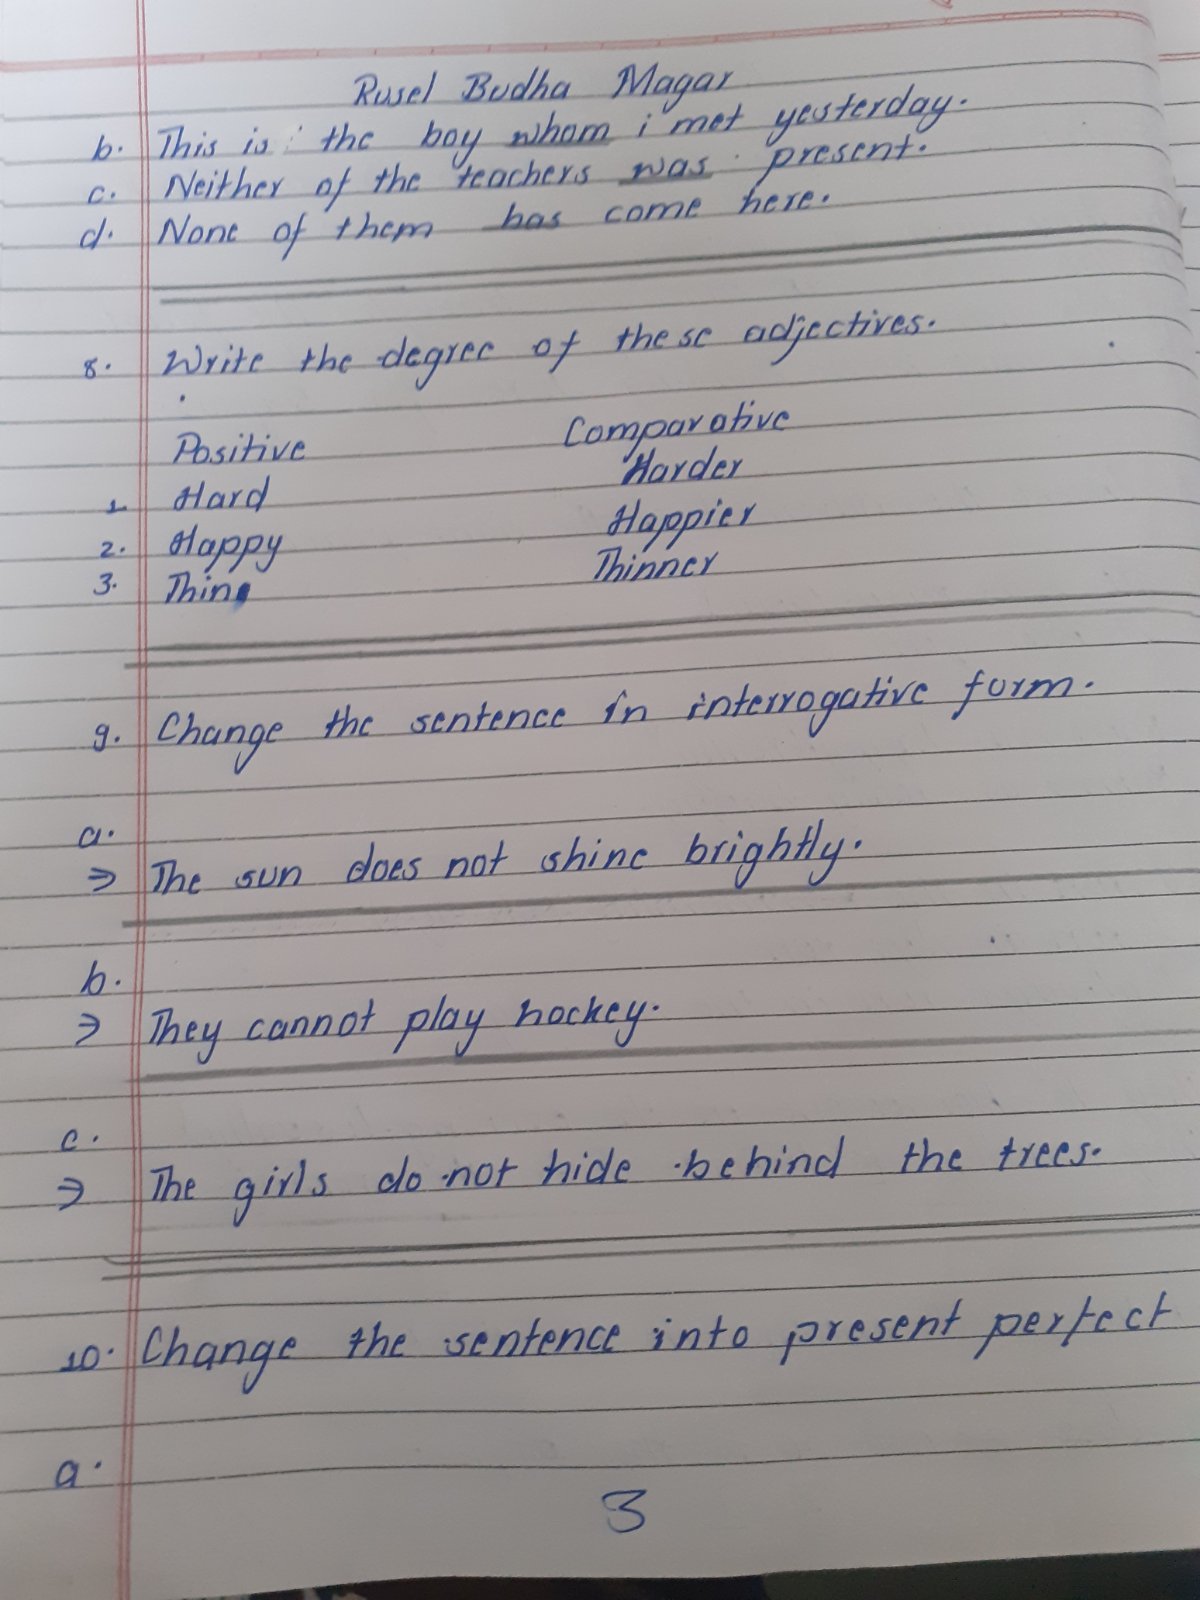 Rusel Budha Magar
b. This is the boy whom i met yesterday.
c. Neither of the teachers was present.
d. None of them has come here.
8. Write the degree of these adjectives.
Positive Comparative
1. Hard Harder
2. Happy Happier
3. Thin Thinner
9. Change the sentence in interrogative form.
a.
⇒ The sun does not shine brightly.
b.
⇒ They cannot play hockey.
c.
⇒ The girls do not hide behind the trees.
10. Change the sentence into present perfect
a.
3